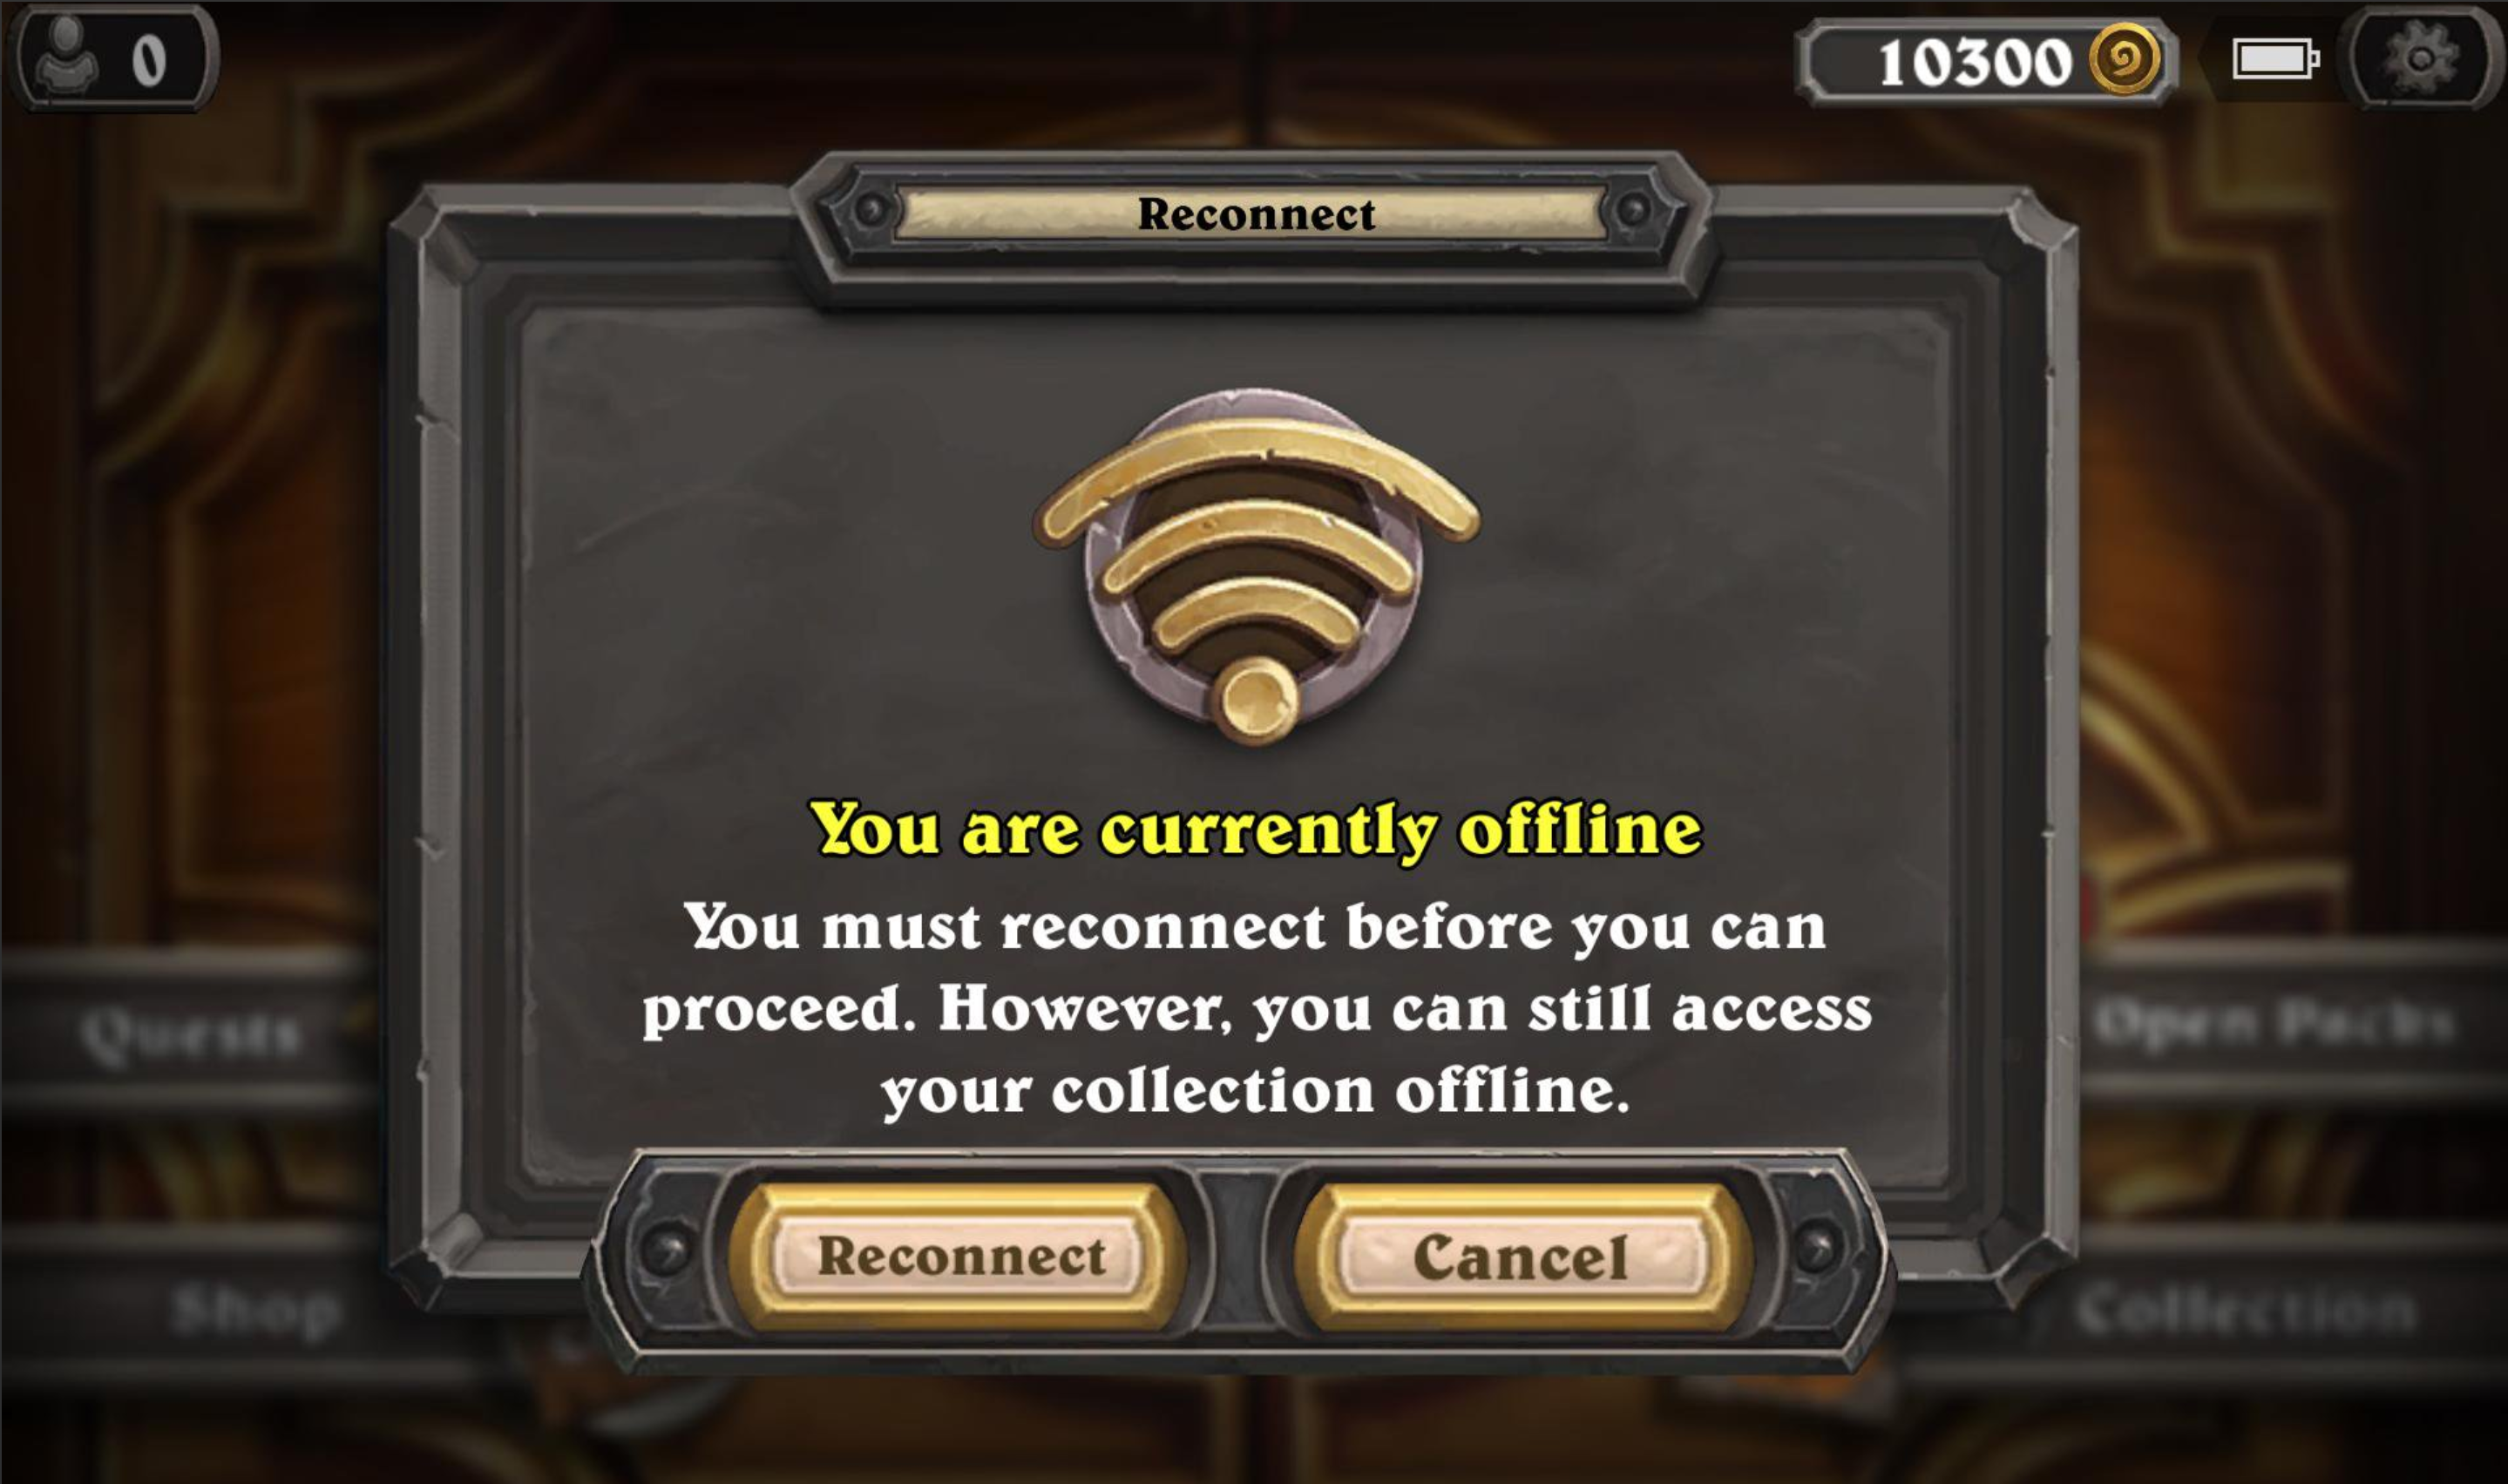 0
10300
Reconnect
You are currently offline
You must reconnect before you can
proceed. However, you can still access
your collection offline.
Reconnect
Cancel
Quests
Open Packs
Shop
Collection